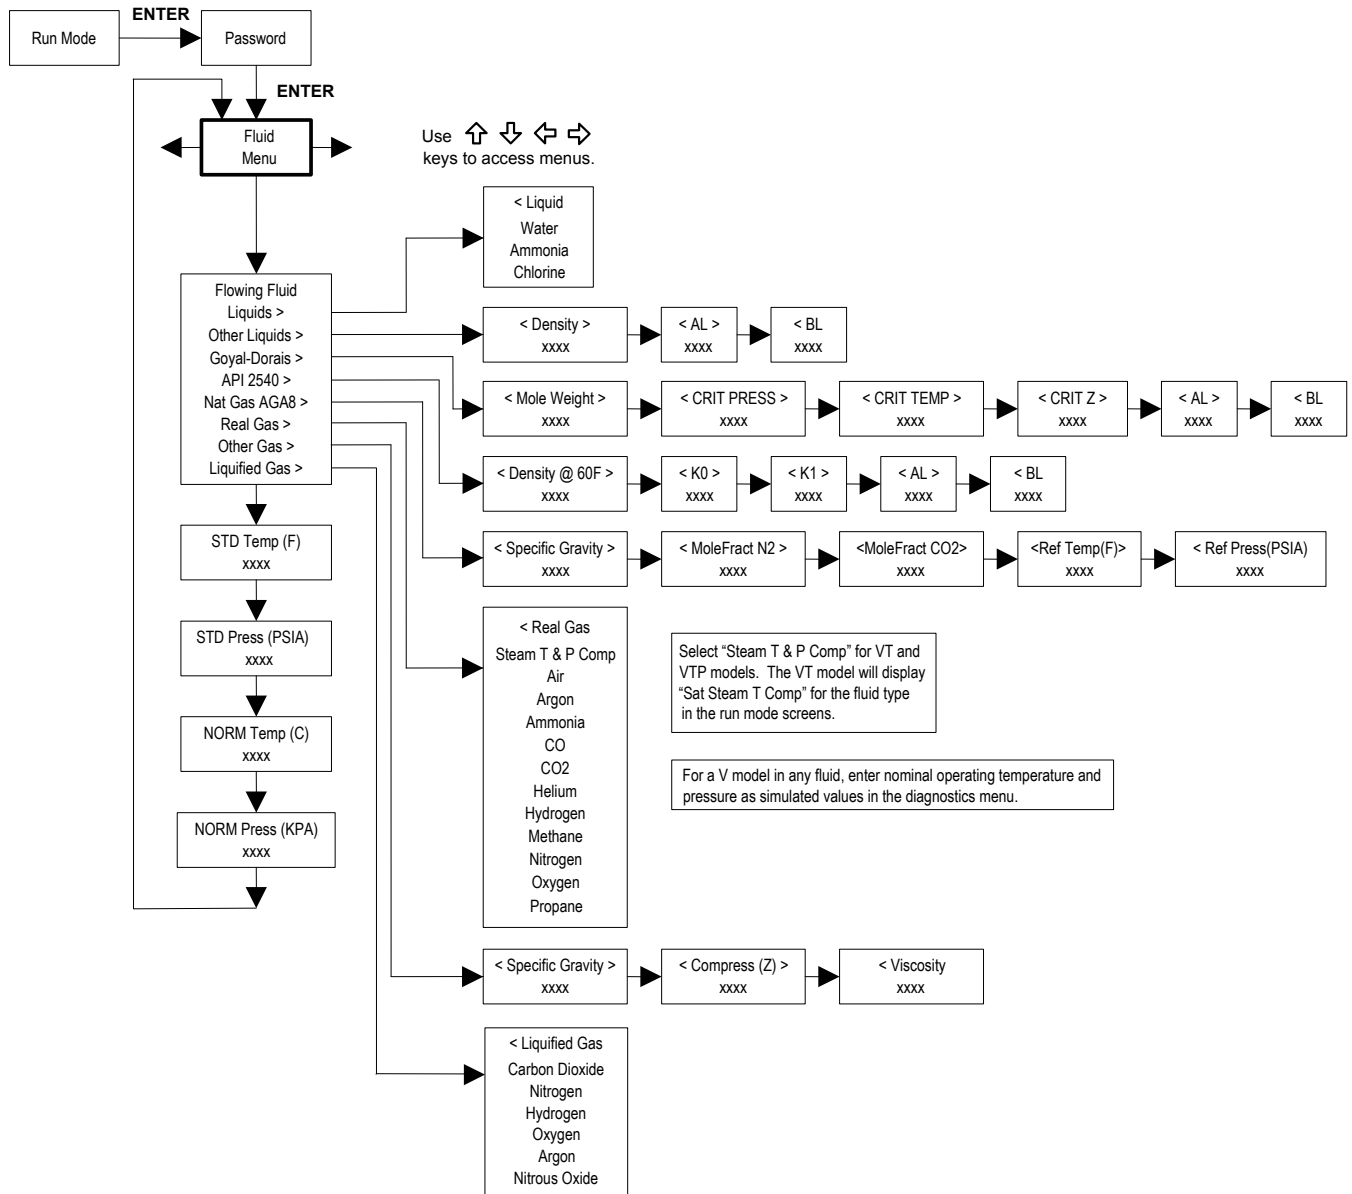 ENTER
Run Mode
Password
ENTER
Fluid
Menu
Use
keys to access menus.
< Liquid
Water
Ammonia
Chlorine
Flowing Fluid
Liquids >
Other Liquids >
Goyal-Dorais >
API 2540 >
Nat Gas AGA8 >
Real Gas >
Other Gas >
Liquified Gas >
< Density >
xxxx
< AL >
xxxx
< BL
xxxx
< Mole Weight >
xxxx
< CRIT PRESS >
xxxx
< CRIT TEMP >
xxxx
< CRIT Z >
xxxx
< AL >
xxxx
< BL
xxxx
< Density @ 60F >
xxxx
< K0 >
xxxx
< K1 >
xxxx
< AL >
xxxx
< BL
xxxx
< Specific Gravity >
xxxx
< MoleFract N2 >
xxxx
<MoleFract CO2>
xxxx
<Ref Temp(F)>
xxxx
< Ref Press(PSIA)
xxxx
STD Temp (F)
xxxx
STD Press (PSIA)
xxxx
NORM Temp (C)
xxxx
NORM Press (KPA)
xxxx
< Real Gas
Steam T & P Comp
Air
Argon
Ammonia
CO
CO2
Helium
Hydrogen
Methane
Nitrogen
Oxygen
Propane
Select “Steam T & P Comp” for VT and
VTP models. The VT model will display
“Sat Steam T Comp” for the fluid type
in the run mode screens.
For a V model in any fluid, enter nominal operating temperature and
pressure as simulated values in the diagnostics menu.
< Specific Gravity >
xxxx
< Compress (Z) >
xxxx
< Viscosity
xxxx
< Liquified Gas
Carbon Dioxide
Nitrogen
Hydrogen
Oxygen
Argon
Nitrous Oxide